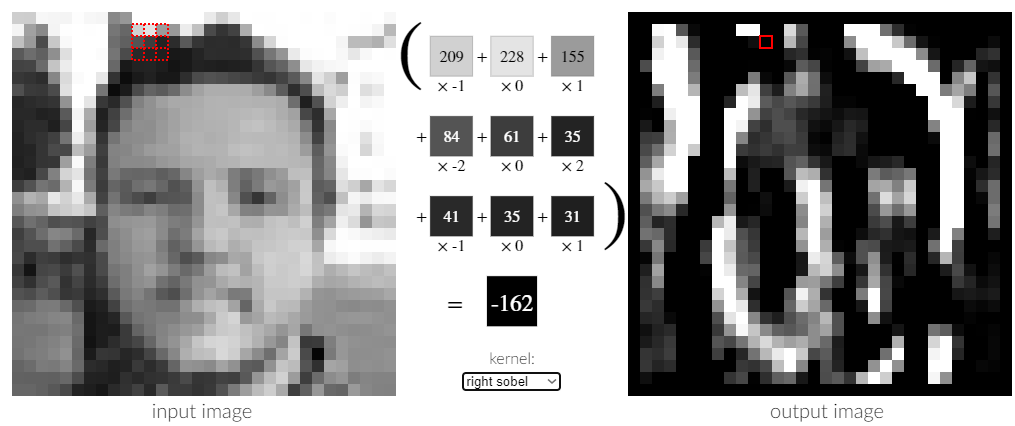 ( 209 + 228 + 155
× -1 × 0 × 1
+ 84 + 61 + 35
× -2 × 0 × 2
+ 41 + 35 + 31 )
× -1 × 0 × 1
= -162
kernel:
right sobel
input image
output image